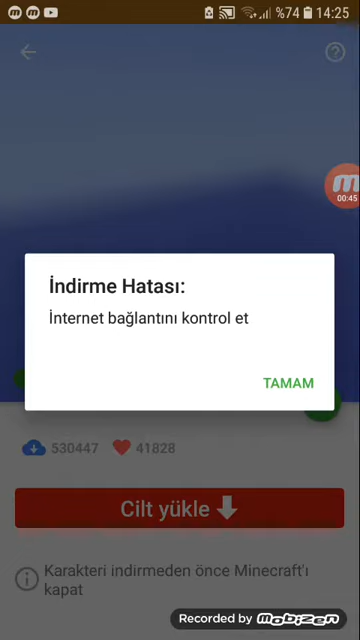 %74 14:25
00:45
İndirme Hatası:
İnternet bağlantını kontrol et
TAMAM
530447 41828
Cilt yükle
Karakteri indirmeden önce Minecraft'ı
kapat
Recorded by mobizen